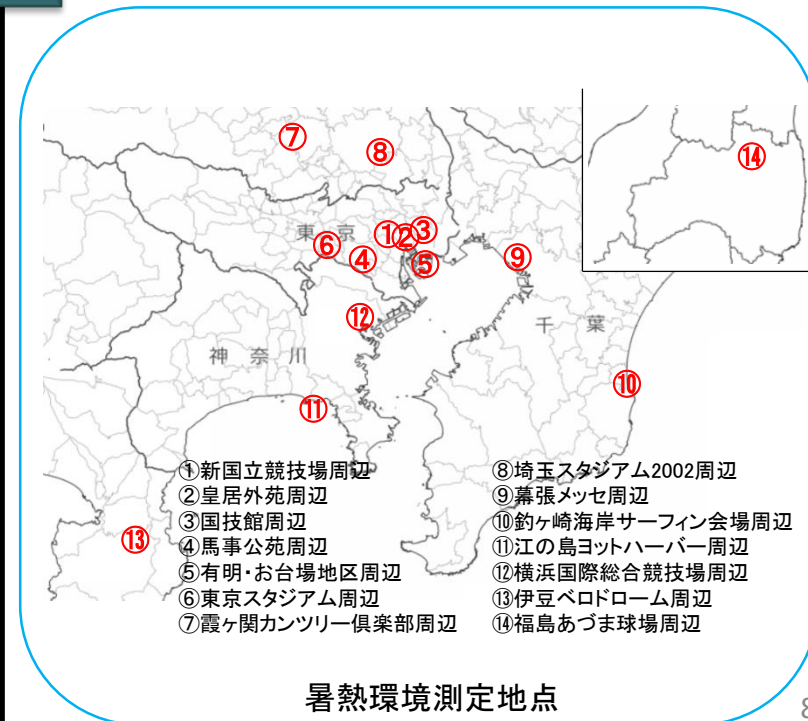 ⑦
⑧
⑭
東京
①
②
③
⑥
④
⑤
⑨
⑫
千葉
神奈川
⑩
⑪
⑬
①新国立競技場周辺
②皇居外苑周辺
③国技館周辺
④馬事公苑周辺
⑤有明・お台場地区周辺
⑥東京スタジアム周辺
⑦霞ヶ関カンツリー倶楽部周辺
⑧埼玉スタジアム2002周辺
⑨幕張メッセ周辺
⑩釣ヶ崎海岸サーフィン会場周辺
⑪江の島ヨットハーバー周辺
⑫横浜国際総合競技場周辺
⑬伊豆ベロドローム周辺
⑭福島あづま球場周辺
暑熱環境測定地点